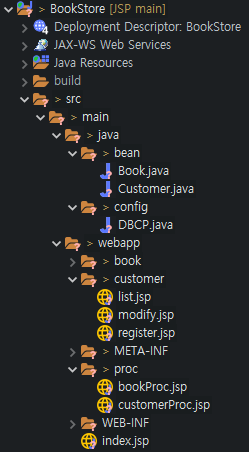 > BookStore [JSP main]
Deployment Descriptor: BookStore
JAX-WS Web Services
Java Resources
build
> src
> main
> java
> bean
Book.java
Customer.java
> config
DBCP.java
> webapp
> book
> customer
list.jsp
modify.jsp
register.jsp
> META-INF
> proc
bookProc.jsp
customerProc.jsp
> WEB-INF
index.jsp